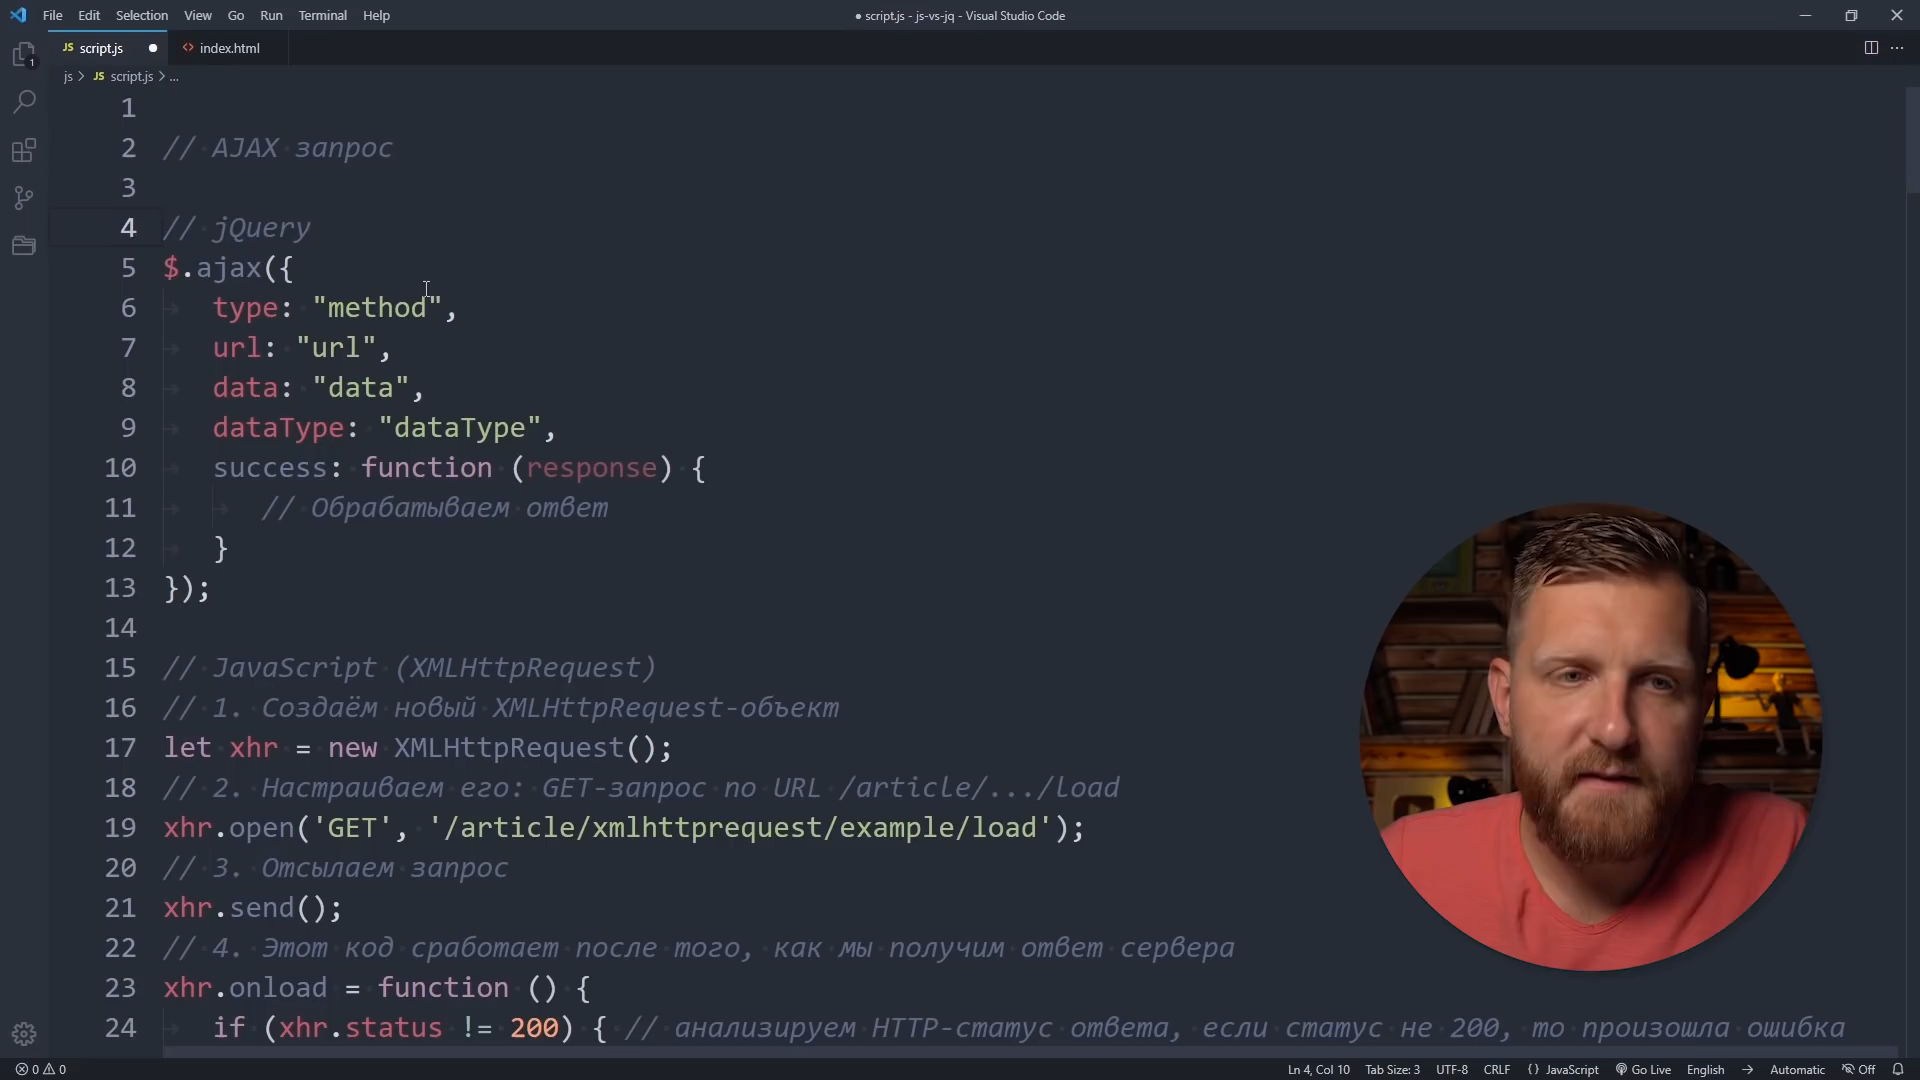 File Edit Selection View Go Run Terminal Help
● script.js - js-vs-jq - Visual Studio Code
JS script.js ● <> index.html
js > JS script.js > ...
1
1
2 // AJAX запрос
3
4 // jQuery
5 $.ajax({
6 type: "method",
7 url: "url",
8 data: "data",
9 dataType: "dataType",
10 success: function (response) {
11 // Обрабатываем ответ
12 }
13 });
14
15 // JavaScript (XMLHttpRequest)
16 // 1. Создаём новый XMLHttpRequest-объект
17 let xhr = new XMLHttpRequest();
18 // 2. Настраиваем его: GET-запрос по URL /article/.../load
19 xhr.open('GET', '/article/xmlhttprequest/example/load');
20 // 3. Отсылаем запрос
21 xhr.send();
22 // 4. Этот код сработает после того, как мы получим ответ сервера
23 xhr.onload = function () {
24 if (xhr.status != 200) { // анализируем HTTP-статус ответа, если статус не 200, то произошла ошибка
0 0 Ln 4, Col 10 Tab Size: 3 UTF-8 CRLF {} JavaScript Go Live English → Automatic Off